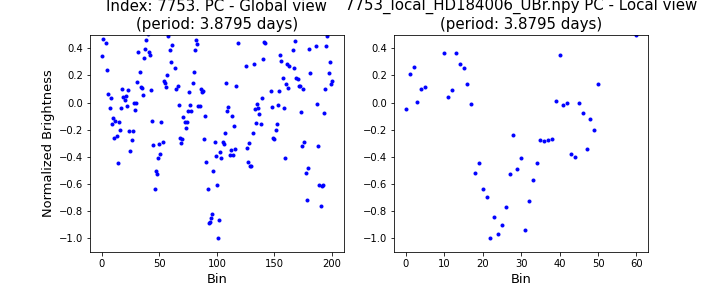 Index: 7753. PC - Global view
(period: 3.8795 days)
7753_local_HD184006_UBr.npy PC - Local view
(period: 3.8795 days)
Normalized Brightness
0.4
0.2
0.0
−0.2
−0.4
−0.6
−0.8
−1.0
0 50 100 150 200
Bin
0.4
0.2
0.0
−0.2
−0.4
−0.6
−0.8
−1.0
0 20 40 60
Bin